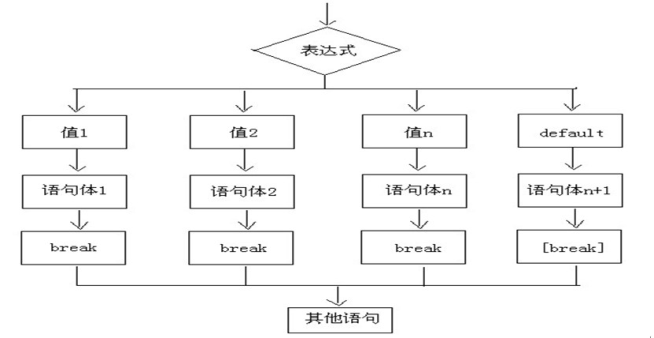 表达式
值1 值2 值n default
语句体1 语句体2 语句体n 语句体n+1
break break break [break]
其他语句